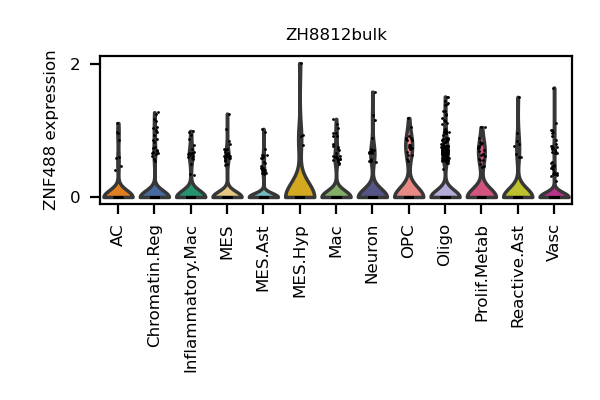 ZH8812bulk
ZNF488 expression
2
0
AC
Chromatin.Reg
Inflammatory.Mac
MES
MES.Ast
MES.Hyp
Mac
Neuron
OPC
Oligo
Prolif.Metab
Reactive.Ast
Vasc